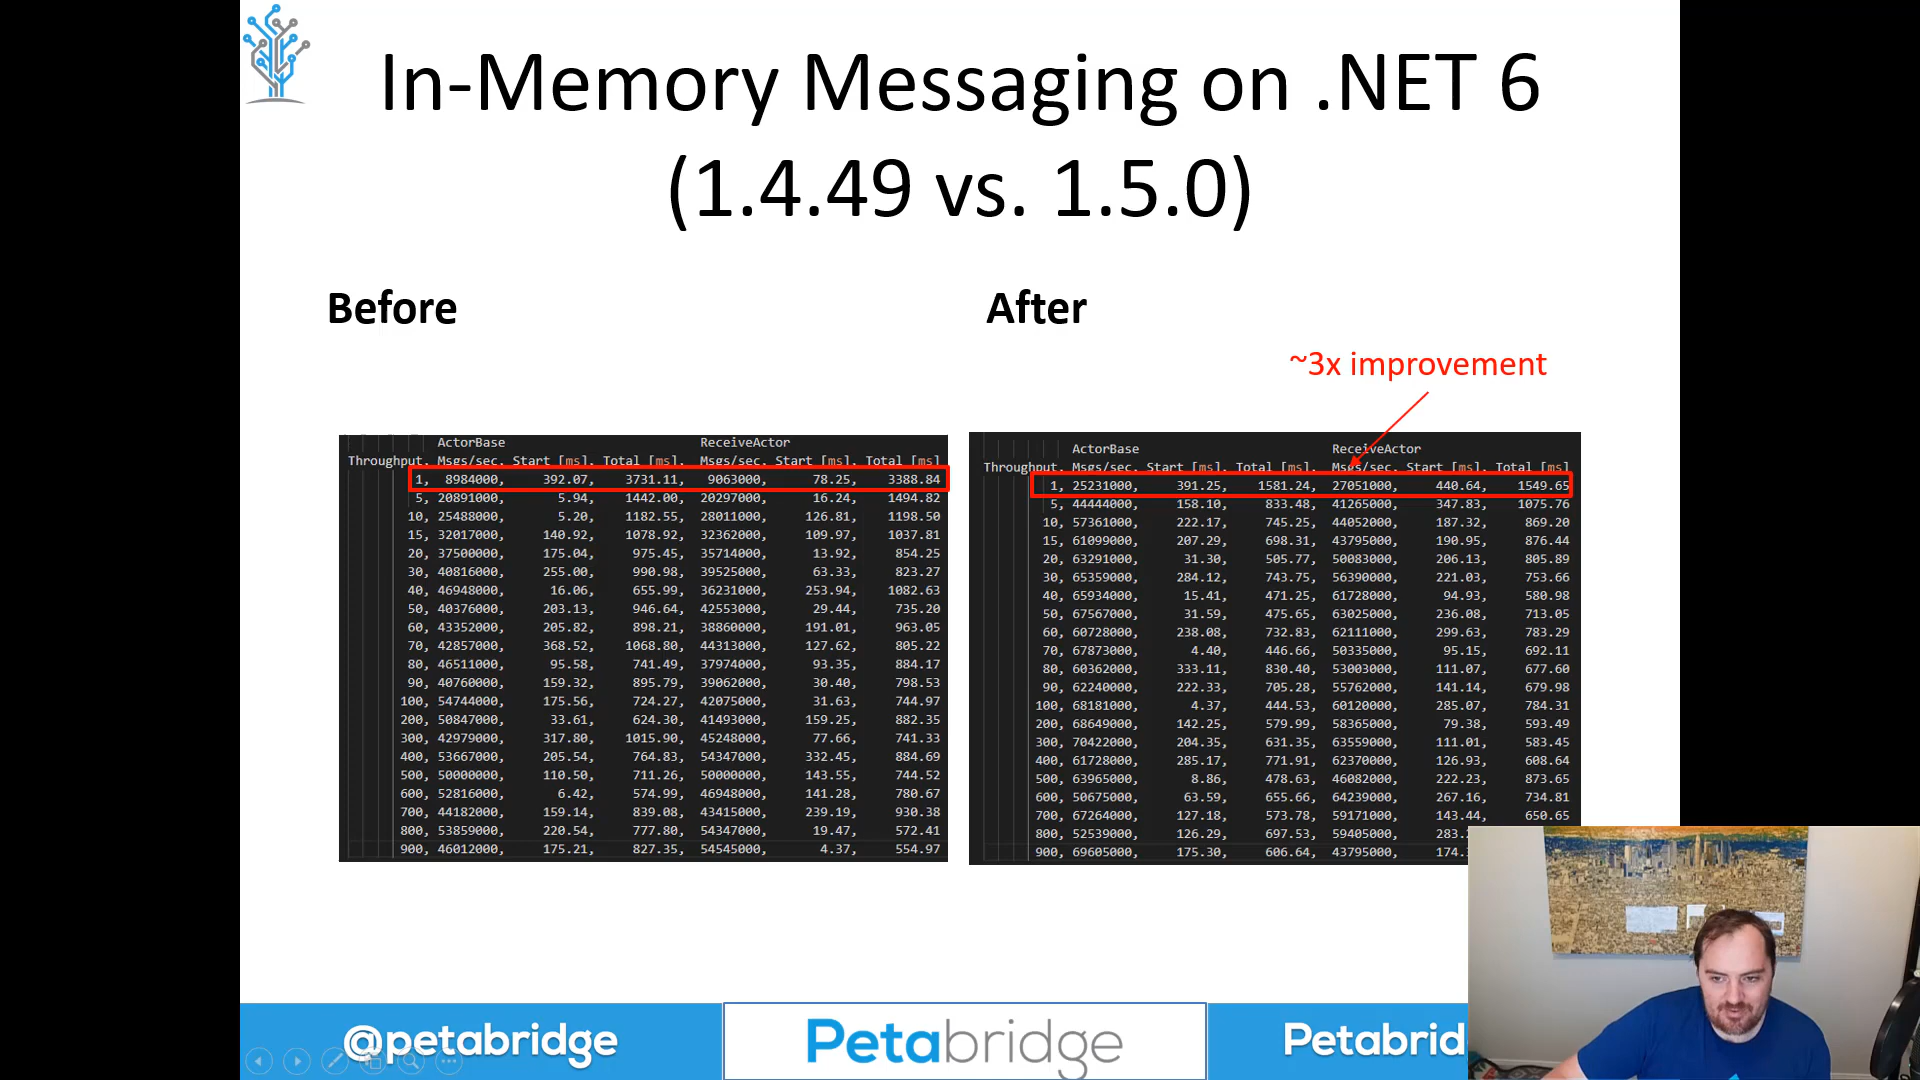 In-Memory Messaging on .NET 6
(1.4.49 vs. 1.5.0)
Before
ActorBase ReceiveActor
Throughput, Msgs/sec, Start [ms], Total [ms], Msgs/sec, Start [ms], Total [ms]
1, 8984000, 392.07, 3731.11, 9063000, 78.25, 3388.84
5, 20891000, 5.94, 1442.00, 20297000, 16.24, 1494.82
10, 25488000, 5.20, 1182.55, 28011000, 126.81, 1198.50
15, 32017000, 140.92, 1078.92, 32362000, 109.97, 1037.81
20, 37500000, 175.04, 975.45, 35714000, 13.92, 854.25
30, 40816000, 255.00, 990.98, 39525000, 63.33, 823.27
40, 46948000, 16.06, 655.99, 36231000, 253.94, 1082.63
50, 40376000, 203.13, 946.64, 42553000, 29.44, 735.20
60, 43352000, 205.82, 898.21, 38860000, 191.01, 963.05
70, 42857000, 368.52, 1068.80, 44313000, 127.62, 805.22
80, 46511000, 95.58, 741.49, 37974000, 93.35, 884.17
90, 40760000, 159.32, 895.79, 39062000, 30.40, 798.53
100, 54744000, 175.56, 724.27, 42075000, 31.63, 744.97
200, 50847000, 33.61, 624.30, 41493000, 159.25, 882.35
300, 42979000, 317.80, 1015.90, 45248000, 77.66, 741.33
400, 53667000, 205.54, 764.83, 54347000, 332.45, 884.69
500, 50000000, 110.50, 711.26, 50000000, 143.55, 744.52
600, 52816000, 6.42, 574.99, 46948000, 141.28, 780.67
700, 44182000, 159.14, 839.08, 43415000, 239.19, 930.38
800, 53859000, 220.54, 777.80, 54347000, 19.47, 572.41
900, 46012000, 175.21, 827.35, 54545000, 4.37, 554.97
After
~3x improvement
ActorBase ReceiveActor
Throughput, Msgs/sec, Start [ms], Total [ms], Msgs/sec, Start [ms], Total [ms]
1, 25231000, 391.25, 1581.24, 27051000, 440.64, 1549.65
5, 44444000, 158.10, 833.48, 41265000, 347.83, 1075.76
10, 57361000, 222.17, 745.25, 44052000, 187.32, 869.20
15, 61099000, 207.29, 698.31, 43795000, 190.95, 876.44
20, 63291000, 31.30, 505.77, 50083000, 206.13, 805.89
30, 65359000, 284.12, 743.75, 56390000, 221.03, 753.66
40, 65934000, 15.41, 471.25, 61728000, 94.93, 580.98
50, 67567000, 31.59, 475.65, 63025000, 236.08, 713.05
60, 60728000, 238.08, 732.83, 62111000, 299.63, 783.29
70, 67873000, 4.40, 446.66, 50335000, 95.15, 692.11
80, 60362000, 333.11, 830.40, 53003000, 111.07, 677.60
90, 62240000, 222.33, 705.28, 55762000, 141.14, 679.98
100, 68181000, 4.37, 444.53, 60120000, 285.07, 784.31
200, 68649000, 142.25, 579.99, 58365000, 79.38, 593.49
300, 70422000, 204.35, 631.35, 63559000, 111.01, 583.45
400, 61728000, 285.17, 771.91, 62370000, 126.93, 608.64
500, 63965000, 8.86, 478.63, 46082000, 222.23, 873.65
600, 50675000, 63.59, 655.66, 64239000, 267.16, 734.81
700, 67264000, 127.18, 573.78, 59171000, 143.44, 650.65
800, 52539000, 126.29, 697.53, 59405000, 283.
900, 69605000, 175.30, 606.64, 43795000, 174.
@petabridge
Petabridge
Petabrid